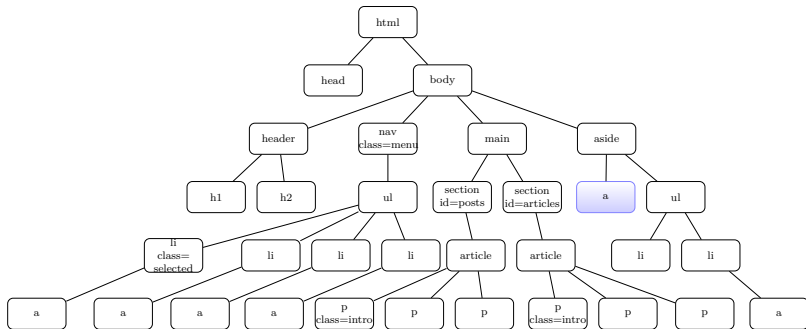 html
head
body
header
nav
class=menu
main
aside
h1
h2
ul
section
id=posts
section
id=articles
a
ul
li
class=
selected
li
li
li
article
article
li
li
a
a
a
a
p
class=intro
p
p
p
class=intro
p
p
a